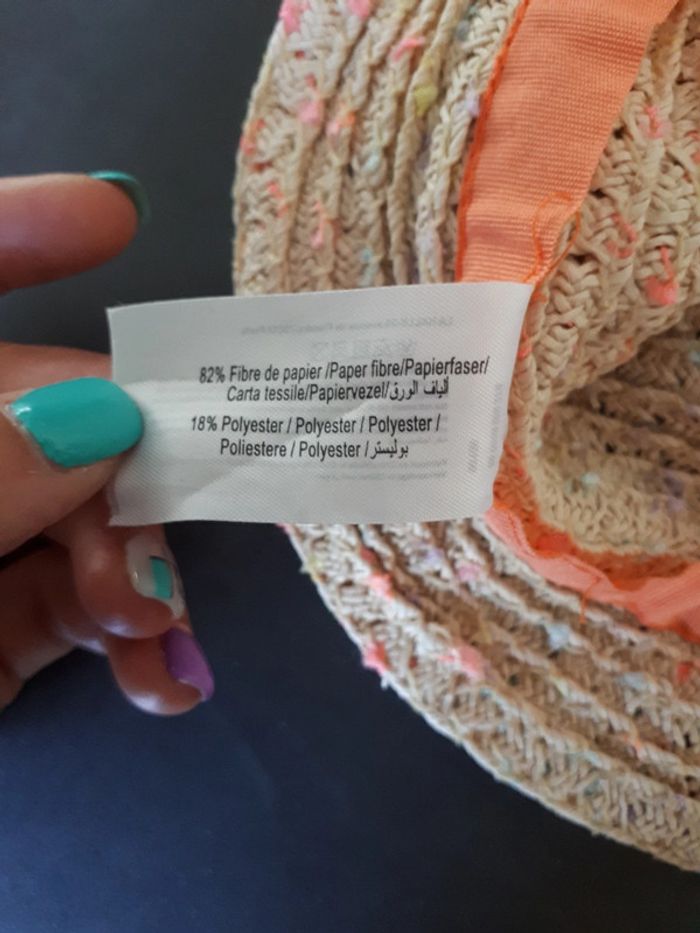 82% Fibre de papier /Paper fibre/Papierfaser/
Carta tessile/Papiervezel/ألياف الورق
18% Polyester / Polyester / Polyester /
Poliestere / Polyester /بوليستر